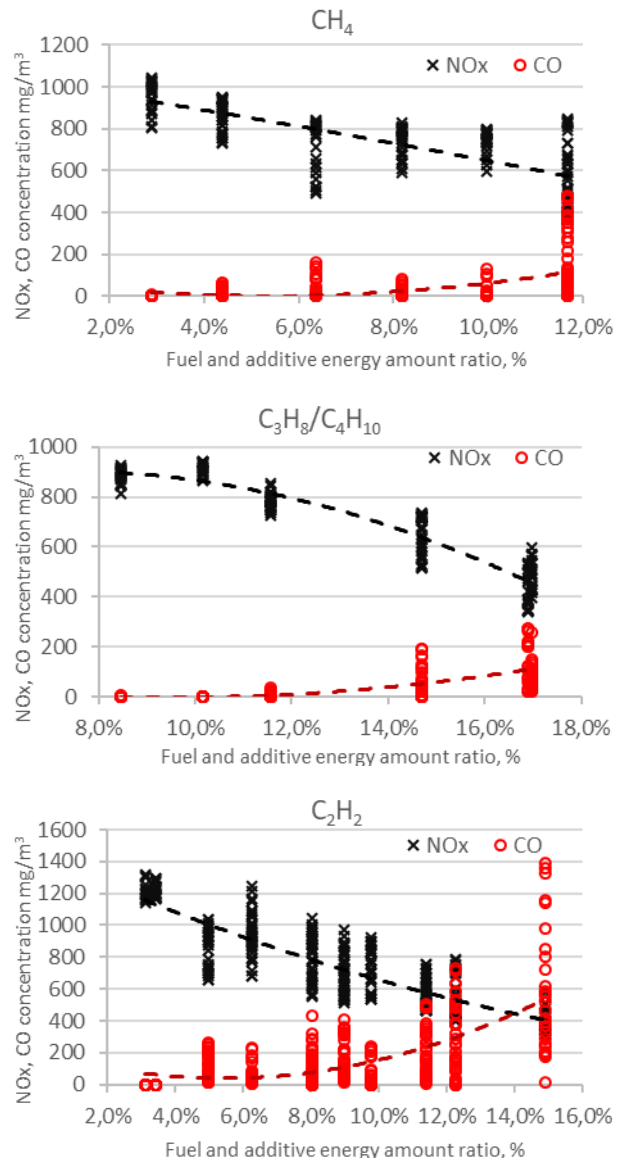 CH₄
1200
1000
800
600
400
200
0
NOx
CO
NOx, CO concentration mg/m³
2,0% 4,0% 6,0% 8,0% 10,0% 12,0%
Fuel and additive energy amount ratio, %
C₃H₈/C₄H₁₀
1000
800
600
400
200
0
NOx
CO
NOx, CO concentration mg/m³
8,0% 10,0% 12,0% 14,0% 16,0% 18,0%
Fuel and additive energy amount ratio, %
C₂H₂
1600
1400
1200
1000
800
600
400
200
0
NOx
CO
NOx, CO concentration mg/m³
2,0% 4,0% 6,0% 8,0% 10,0% 12,0% 14,0% 16,0%
Fuel and additive energy amount ratio, %